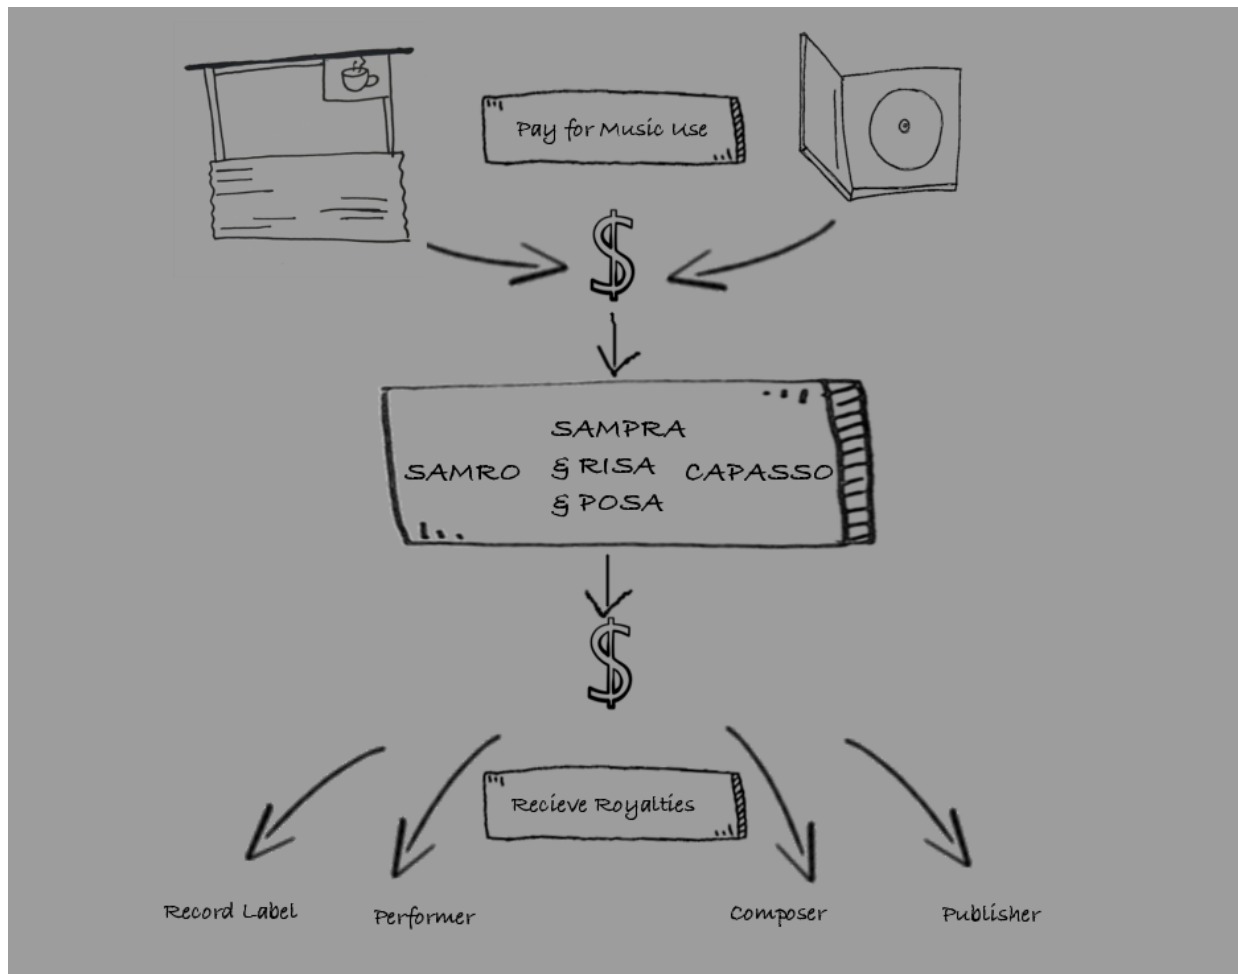 Pay for Music Use
SAMPRA
SAMRO & RISA CAPASSO
& POSA
Recieve Royalties
Record Label Performer Composer Publisher